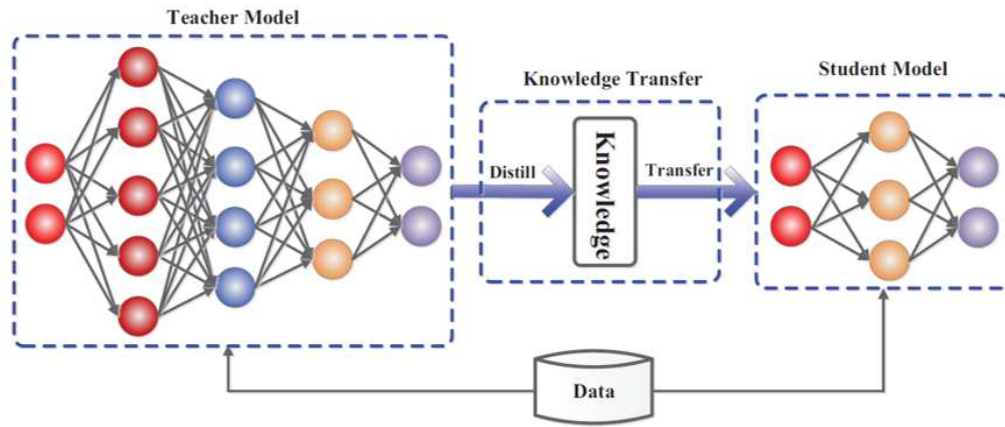 Teacher Model
Knowledge Transfer
Student Model
Distill
Knowledge
Transfer
Data